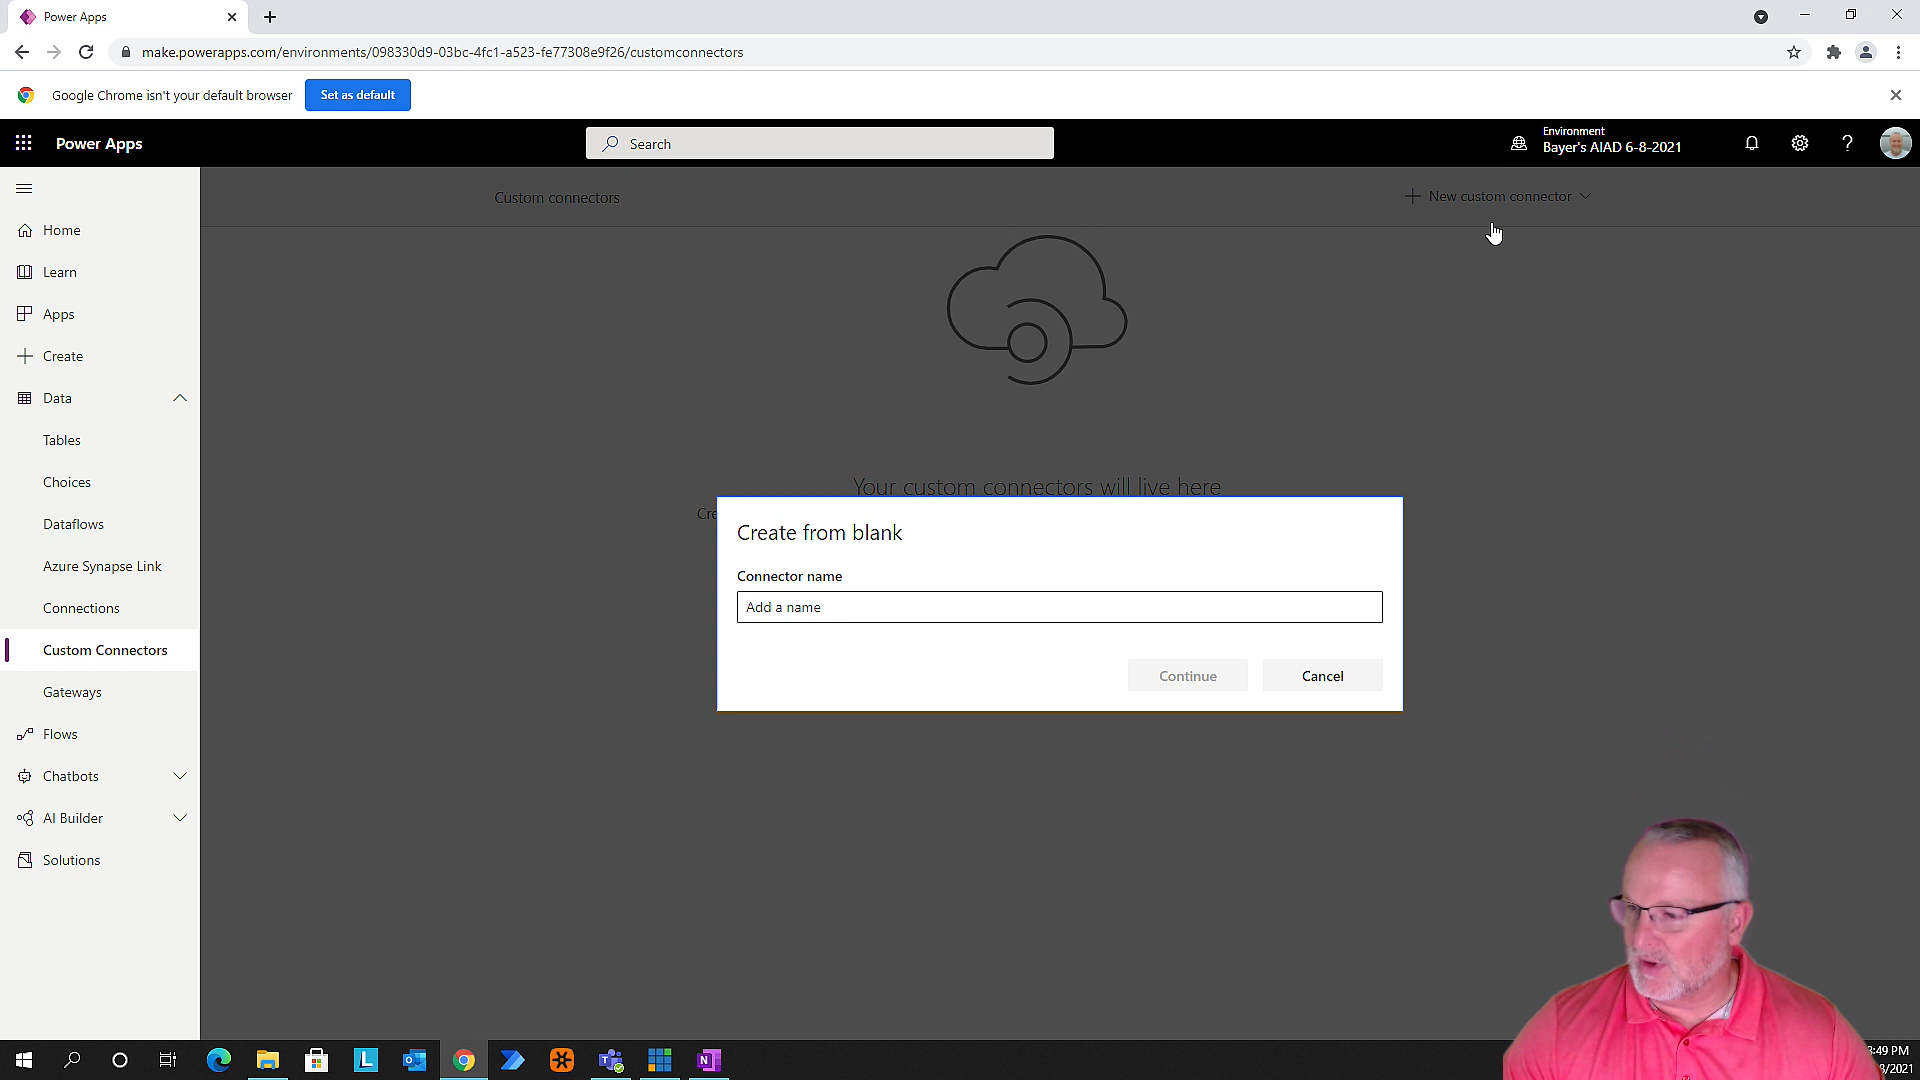 Power Apps
make.powerapps.com/environments/098330d9-03bc-4fc1-a523-fe77308e9f26/customconnectors
Google Chrome isn't your default browser
Set as default
Power Apps
Search
Environment
Bayer's AIAD 6-8-2021
Custom connectors
New custom connector
Home
Learn
Apps
Create
Data
Tables
Choices
Dataflows
Azure Synapse Link
Connections
Custom Connectors
Gateways
Flows
Chatbots
AI Builder
Solutions
Your custom connectors will live here
Create from blank
Connector name
Add a name
Continue
Cancel
:49 PM
/2021